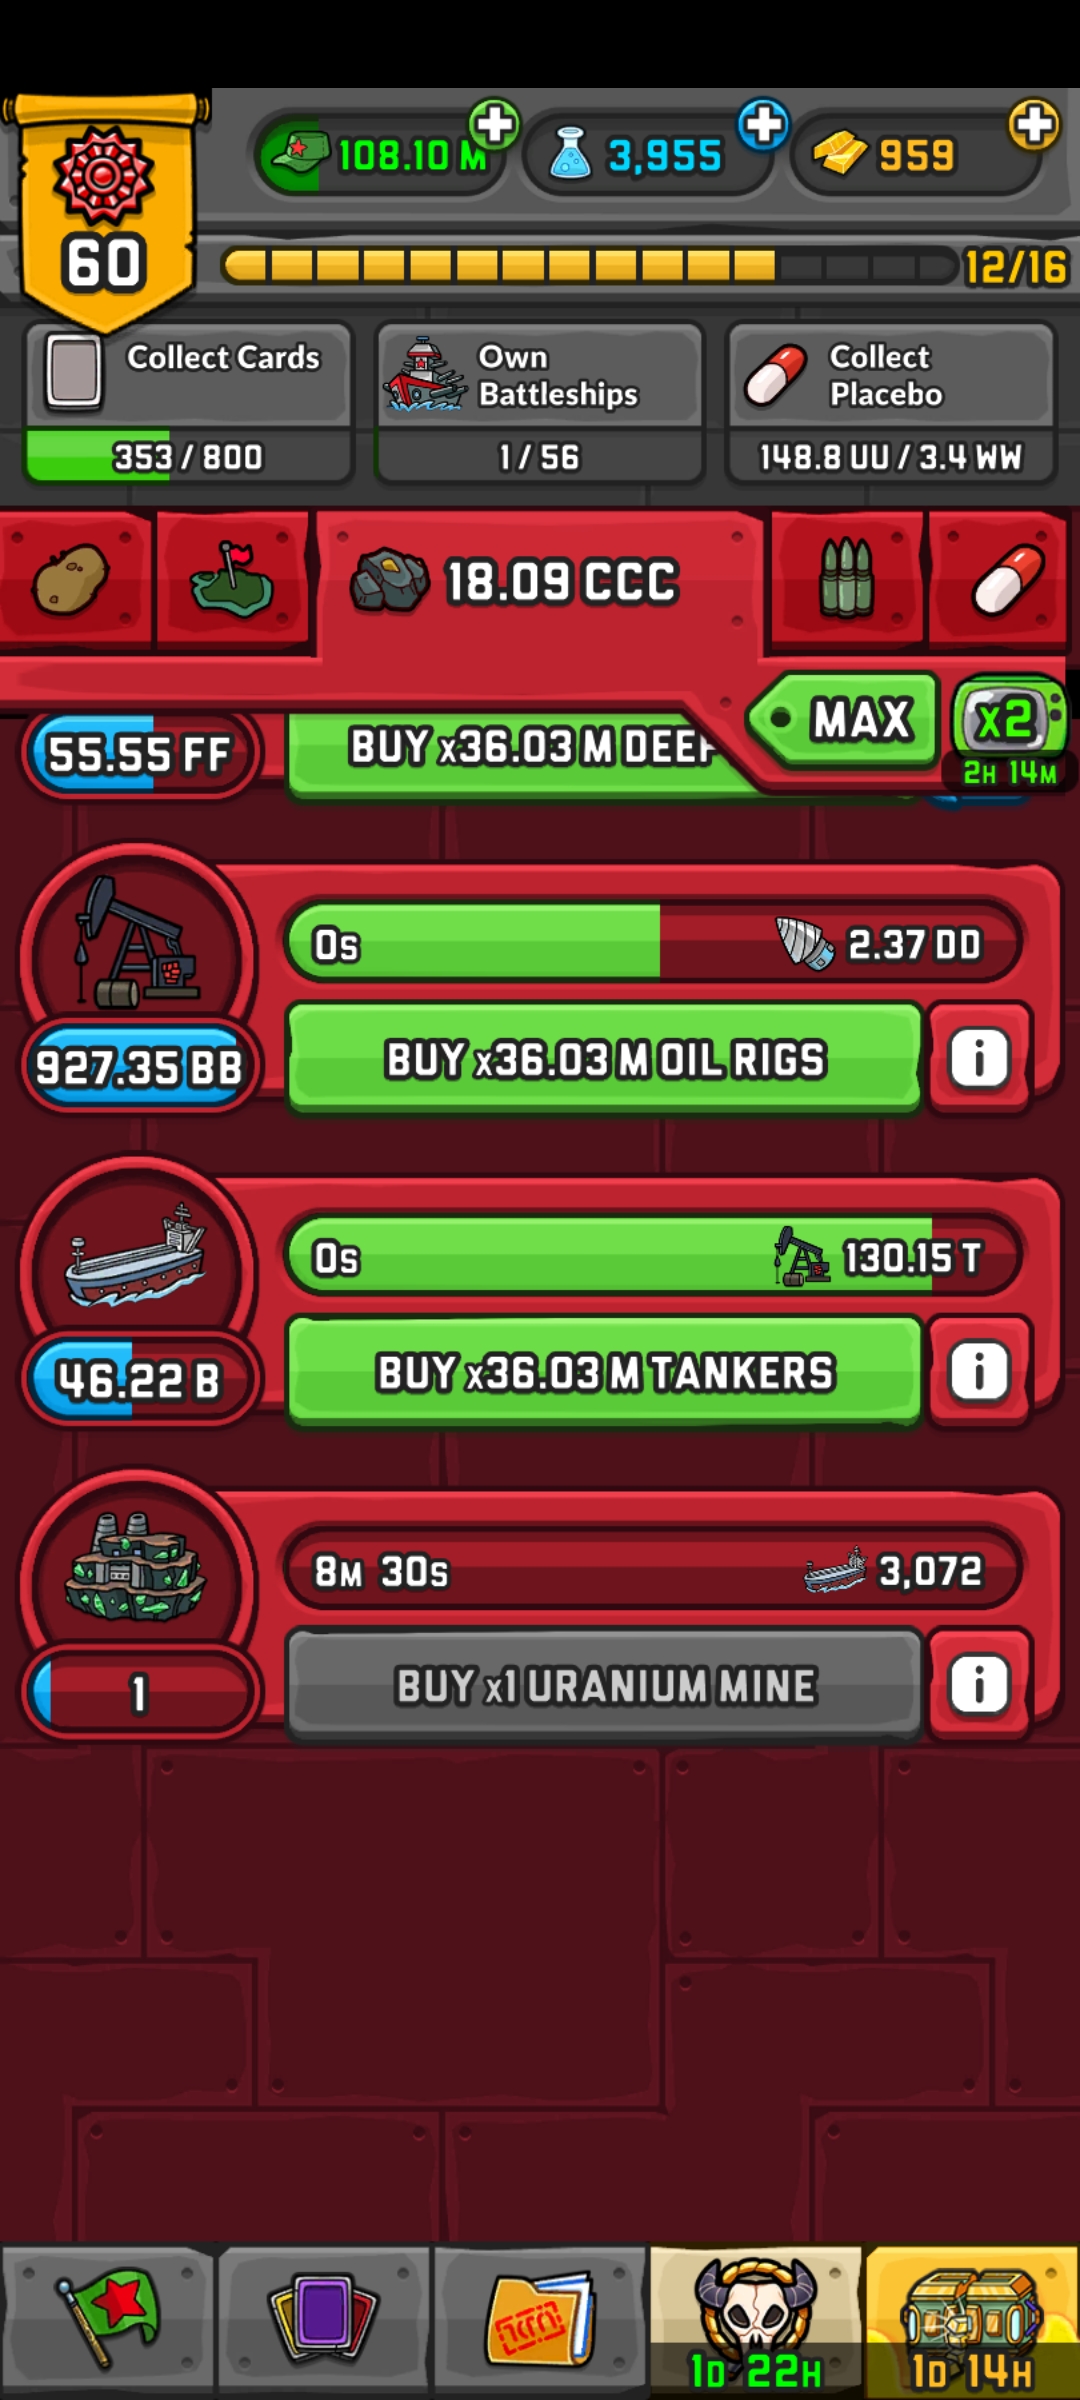 108.10 M
3,955
959
60
12/16
Collect Cards
353 / 800
Own
Battleships
1 / 56
Collect
Placebo
148.8 UU / 3.4 WW
18.09 CCC
MAX
x2
2H 14M
55.55 FF
BUY x36.03 M DEEP
0s
2.37 DD
927.35 BB
BUY x36.03 M OIL RIGS
i
0s
130.15 T
46.22 B
BUY x36.03 M TANKERS
i
8M 30s
3,072
1
BUY x1 URANIUM MINE
i
1D 22H
1D 14H